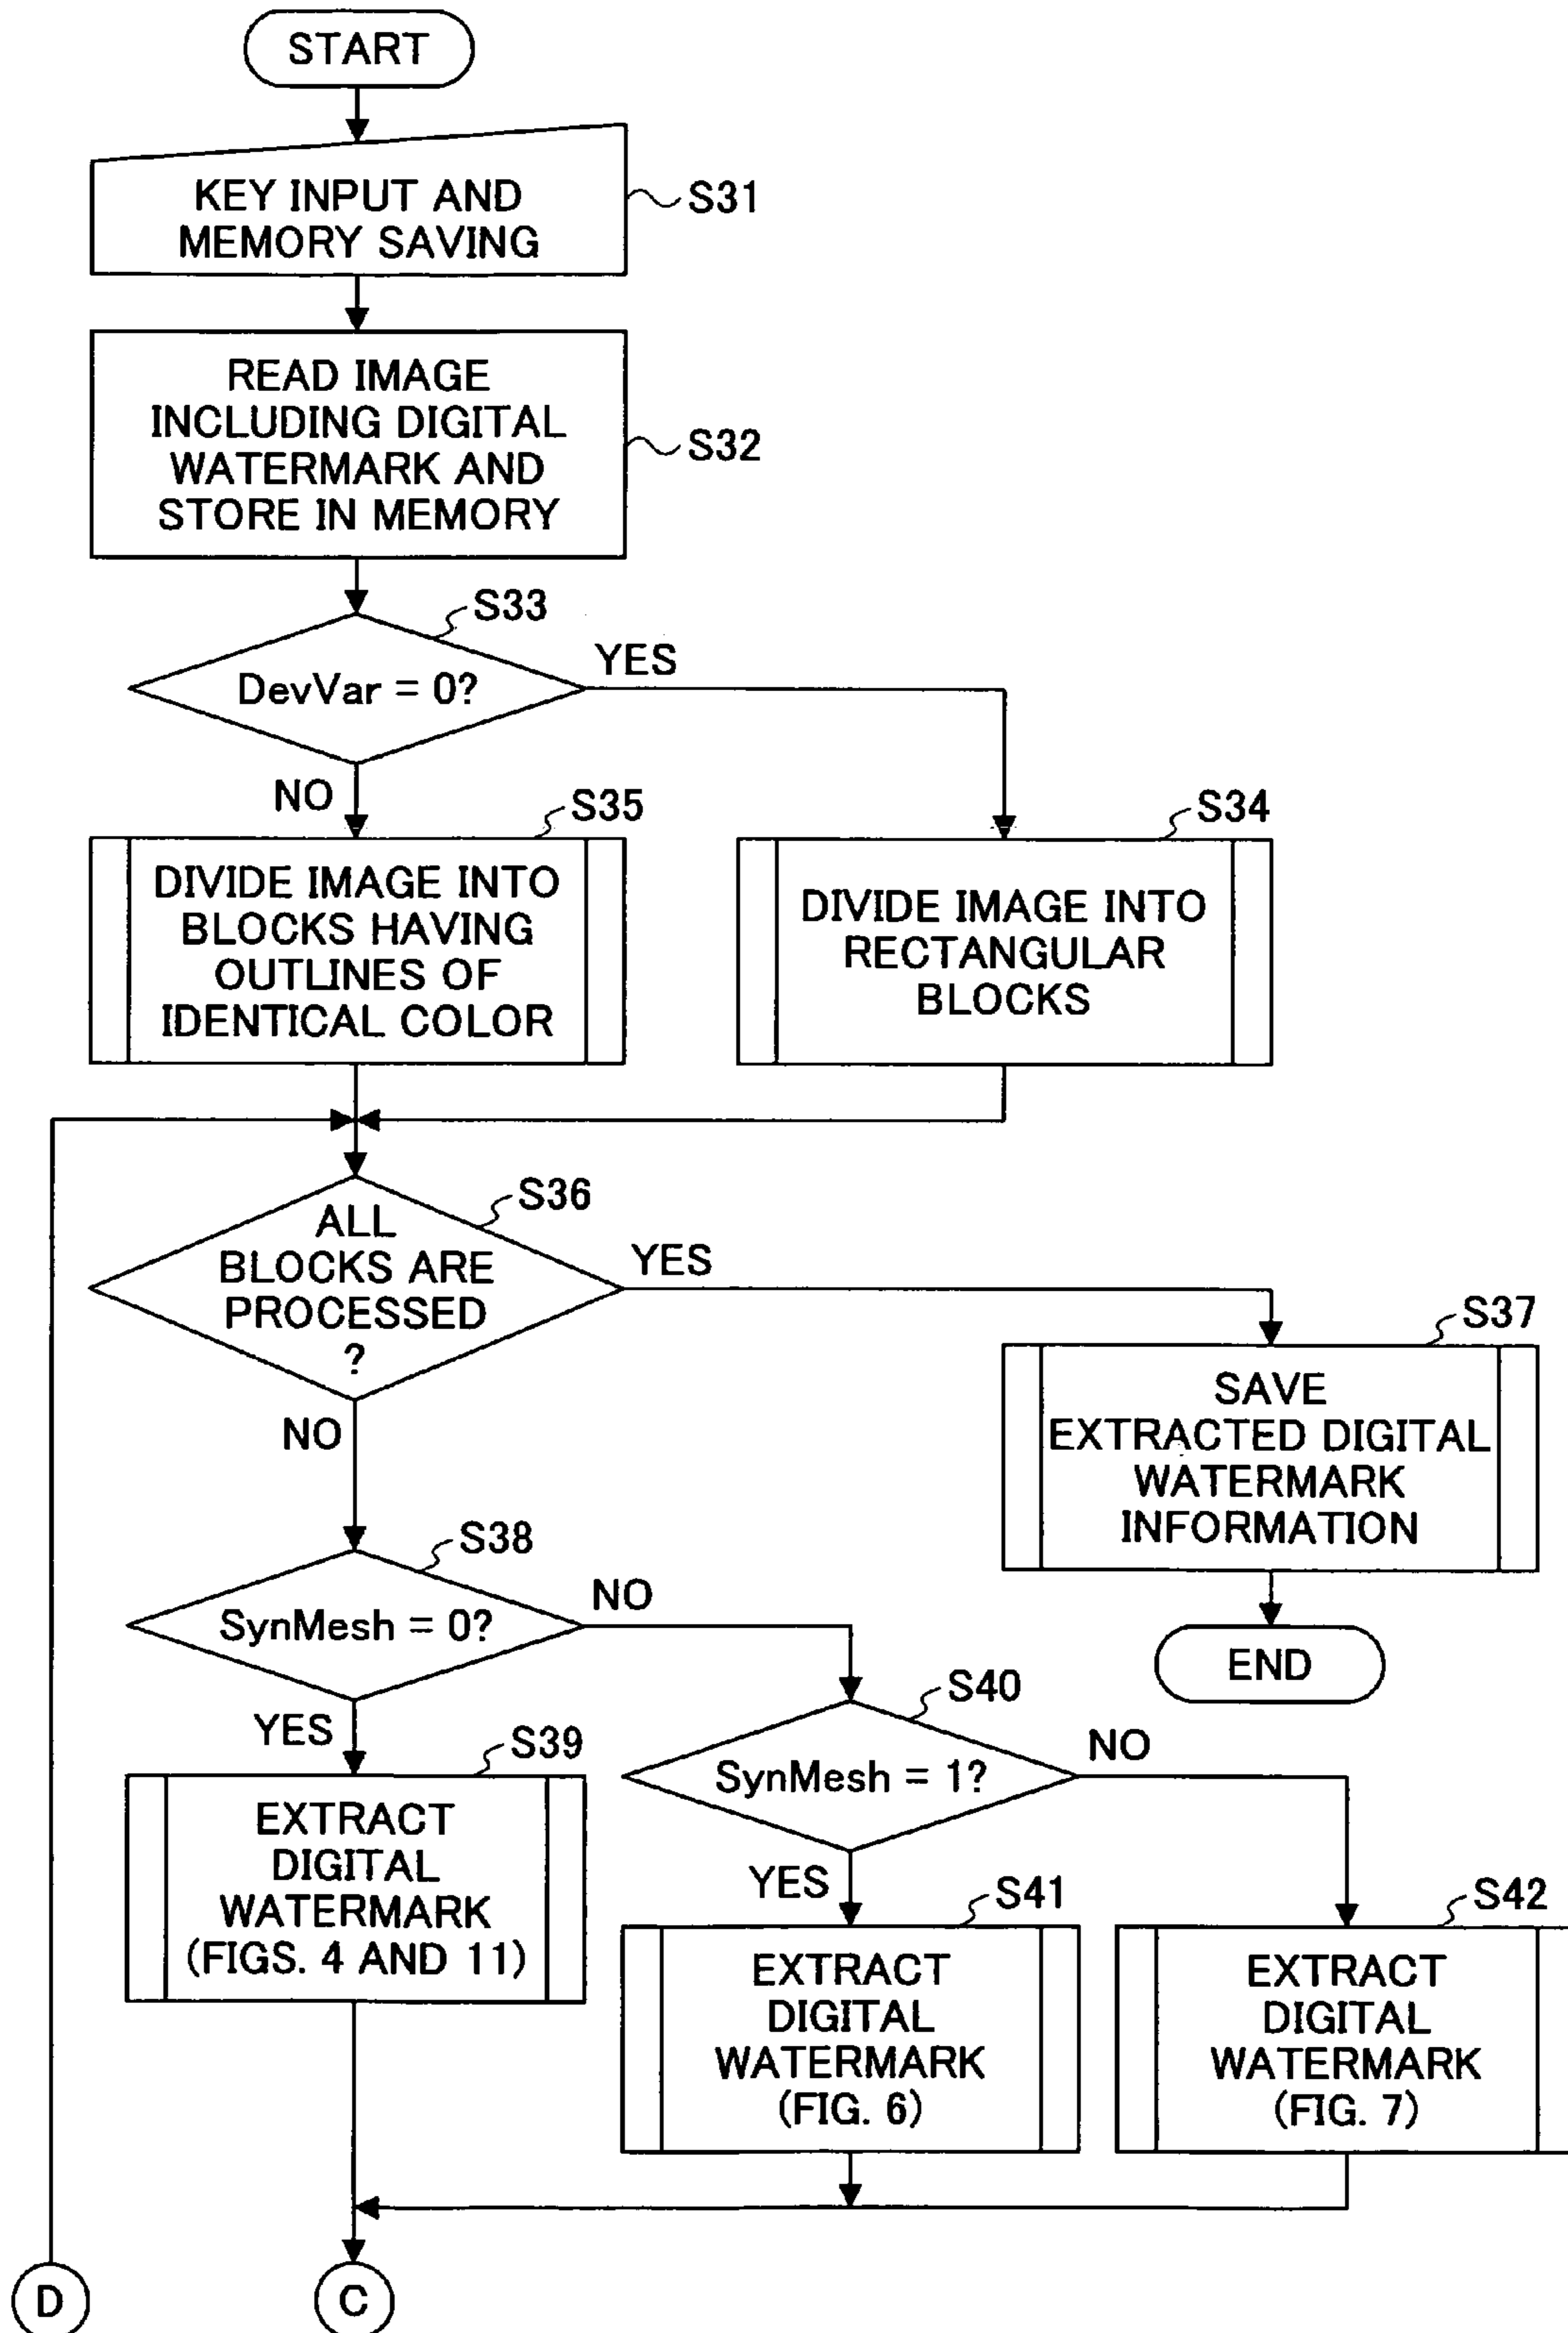 START
KEY INPUT AND
MEMORY SAVING
S31
READ IMAGE
INCLUDING DIGITAL
WATERMARK AND
STORE IN MEMORY
S32
S33
DevVar = 0?
YES
NO
S35
DIVIDE IMAGE INTO
BLOCKS HAVING
OUTLINES OF
IDENTICAL COLOR
S34
DIVIDE IMAGE INTO
RECTANGULAR
BLOCKS
S36
ALL
BLOCKS ARE
PROCESSED
?
YES
NO
S37
SAVE
EXTRACTED DIGITAL
WATERMARK
INFORMATION
END
S38
SynMesh = 0?
NO
YES
S39
EXTRACT
DIGITAL
WATERMARK
(FIGS. 4 AND 11)
S40
SynMesh = 1?
NO
YES
S41
EXTRACT
DIGITAL
WATERMARK
(FIG. 6)
S42
EXTRACT
DIGITAL
WATERMARK
(FIG. 7)
D
C